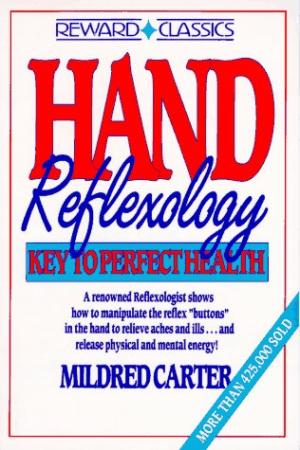 REWARD✦CLASSICS
HAND
Reflexology
KEY TO PERFECT HEALTH
A renowned Reflexologist shows
how to manipulate the reflex "buttons"
in the hand to relieve aches and ills...and
release physical and mental energy!
MILDRED CARTER
MORE THAN 425,000 SOLD